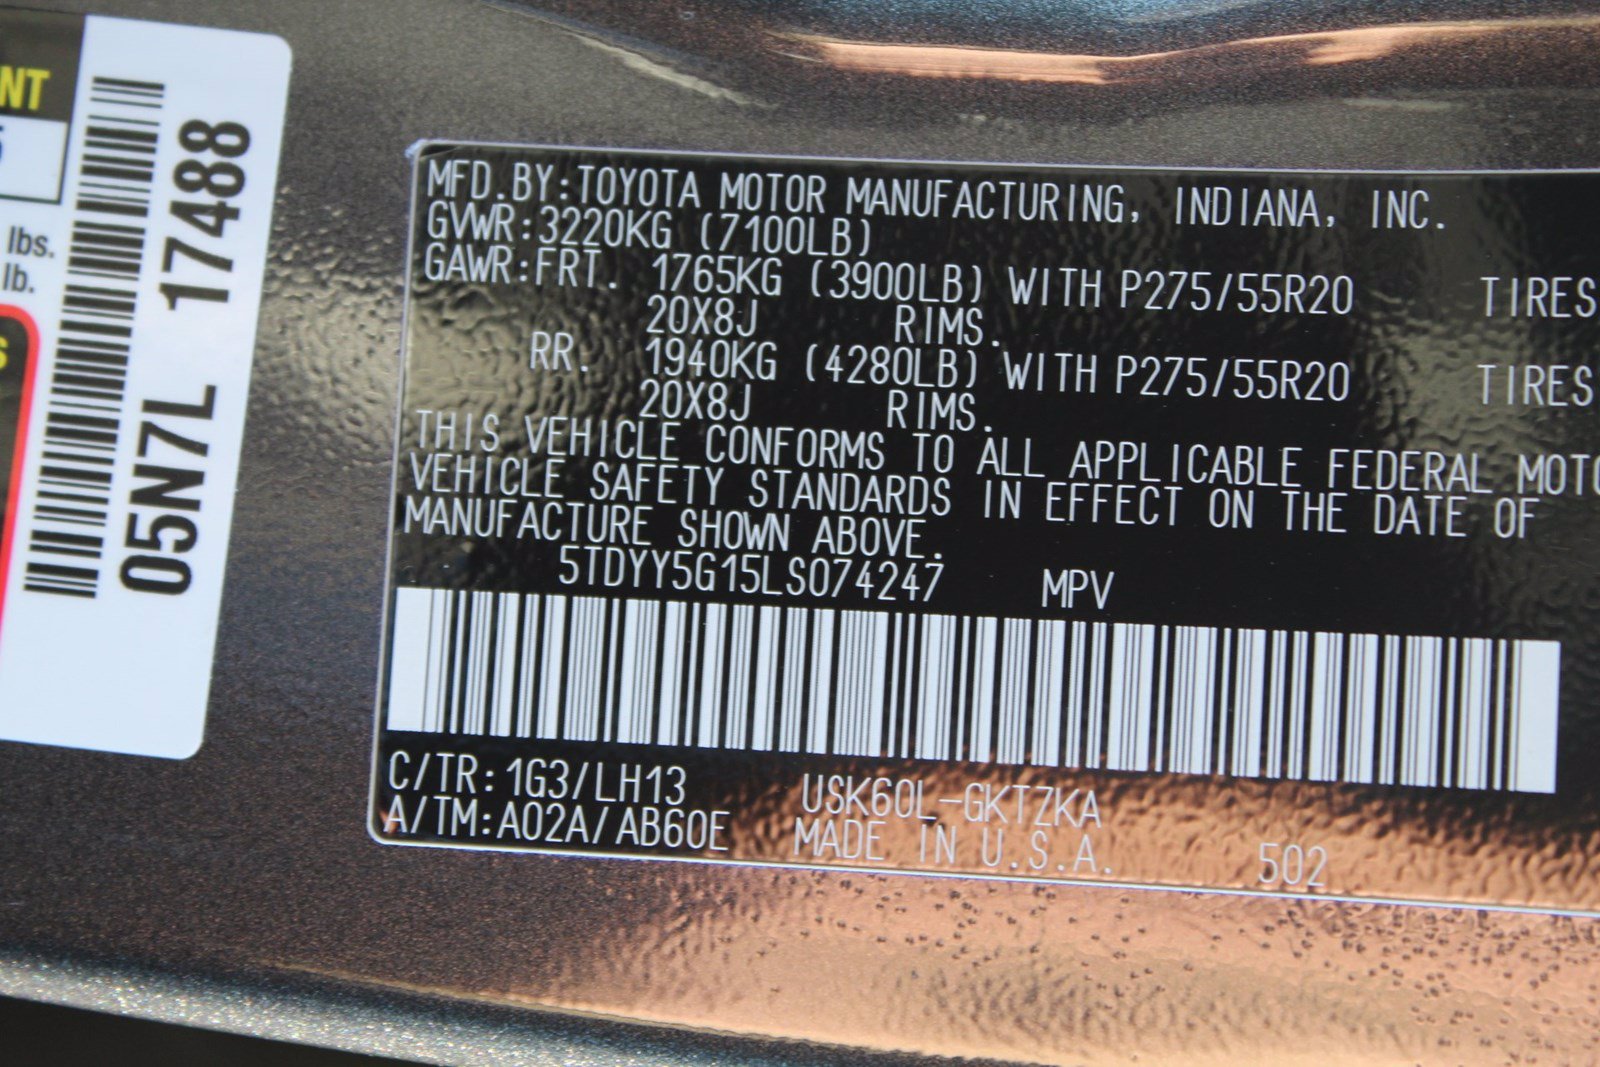 NT
lbs.
lb.
S
05N7L 17488
MFD.BY:TOYOTA MOTOR MANUFACTURING, INDIANA, INC.
GVWR:3220KG (7100LB)
GAWR:FRT. 1765KG (3900LB) WITH P275/55R20 TIRES
20X8J RIMS.
RR. 1940KG (4280LB) WITH P275/55R20 TIRES
20X8J RIMS.
THIS VEHICLE CONFORMS TO ALL APPLICABLE FEDERAL MOTO
VEHICLE SAFETY STANDARDS IN EFFECT ON THE DATE OF
MANUFACTURE SHOWN ABOVE.
5TDYY5G15LS074247 MPV
C/TR:1G3/LH13 USK60L-GKTZKA
A/TM:A02A/AB60E MADE IN U.S.A. 502